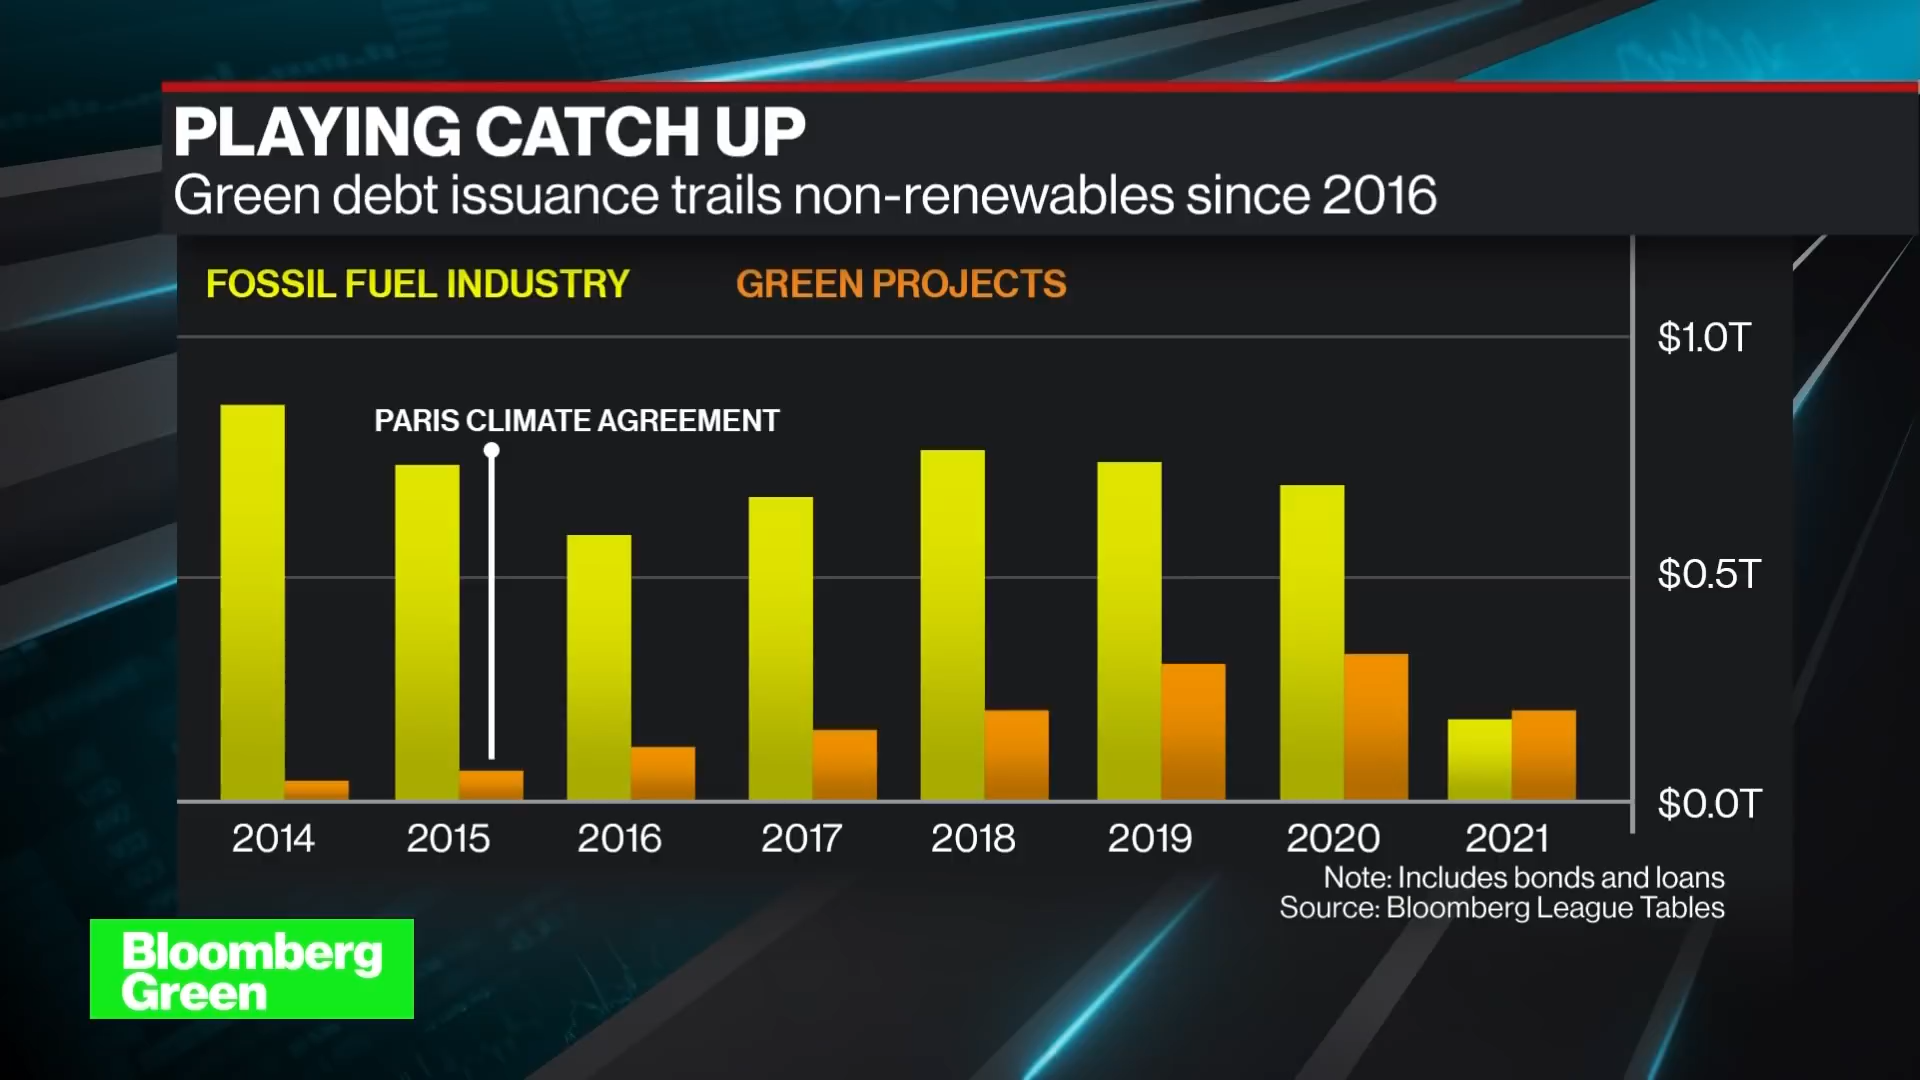 PLAYING CATCH UP
Green debt issuance trails non-renewables since 2016
FOSSIL FUEL INDUSTRY
GREEN PROJECTS
$1.0T
PARIS CLIMATE AGREEMENT
$0.5T
$0.0T
2014
2015
2016
2017
2018
2019
2020
2021
Note: Includes bonds and loans
Source: Bloomberg League Tables
Bloomberg
Green